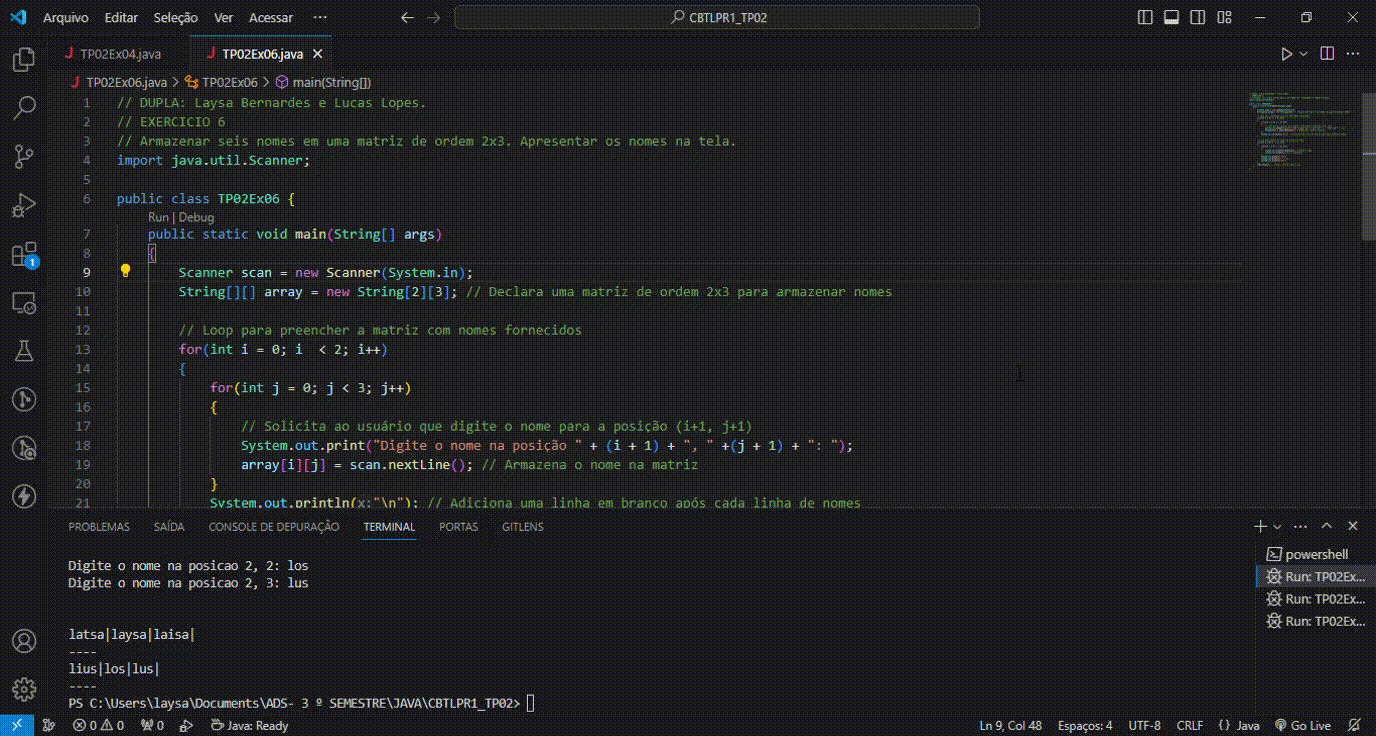 Arquivo Editar Seleção Ver Acessar ··· CBTLPR1_TP02
J TP02Ex04.java J TP02Ex06.java
J TP02Ex06.java > TP02Ex06 > main(String[])
1 // DUPLA: Laysa Bernardes e Lucas Lopes.
2 // EXERCICIO 6
3 // Armazenar seis nomes em uma matriz de ordem 2x3. Apresentar os nomes na tela.
4 import java.util.Scanner;
5
6 public class TP02Ex06 {
Run | Debug
7 public static void main(String[] args)
8 {
9 Scanner scan = new Scanner(System.in);
10 String[][] array = new String[2][3]; // Declara uma matriz de ordem 2x3 para armazenar nomes
11
12 // Loop para preencher a matriz com nomes fornecidos
13 for(int i = 0; i  < 2; i++)
14 {
15 for(int j = 0; j < 3; j++)
16 {
17 // Solicita ao usuário que digite o nome para a posição (i+1, j+1)
18 System.out.print("Digite o nome na posição " + (i + 1) + ", " +(j + 1) + ": ");
19 array[i][j] = scan.nextLine(); // Armazena o nome na matriz
20 }
21 System.out.println(x:"\n"); // Adiciona uma linha em branco após cada linha de nomes
PROBLEMAS SAÍDA CONSOLE DE DEPURAÇÃO TERMINAL PORTAS GITLENS
Digite o nome na posicao 2, 2: los
Digite o nome na posicao 2, 3: lus
latsa|laysa|laisa|
----
lius|los|lus|
----
PS C:\Users\laysa\Documents\ADS- 3 º SEMESTRE\JAVA\CBTLPR1_TP02>
powershell
Run: TP02Ex...
Run: TP02Ex...
Run: TP02Ex...
1
0 0 0 Java: Ready Ln 9, Col 48 Espaços: 4 UTF-8 CRLF {} Java Go Live